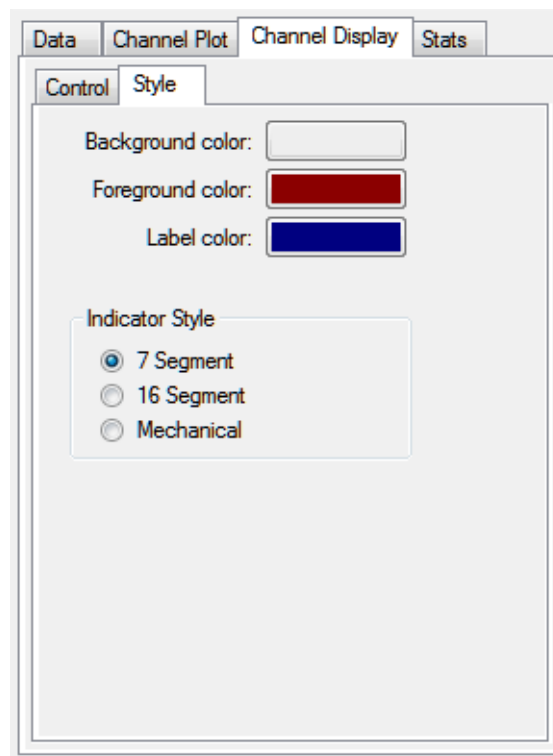 Data Channel Plot Channel Display Stats
Control Style
Background color:
Foreground color:
Label color:
Indicator Style
7 Segment
16 Segment
Mechanical